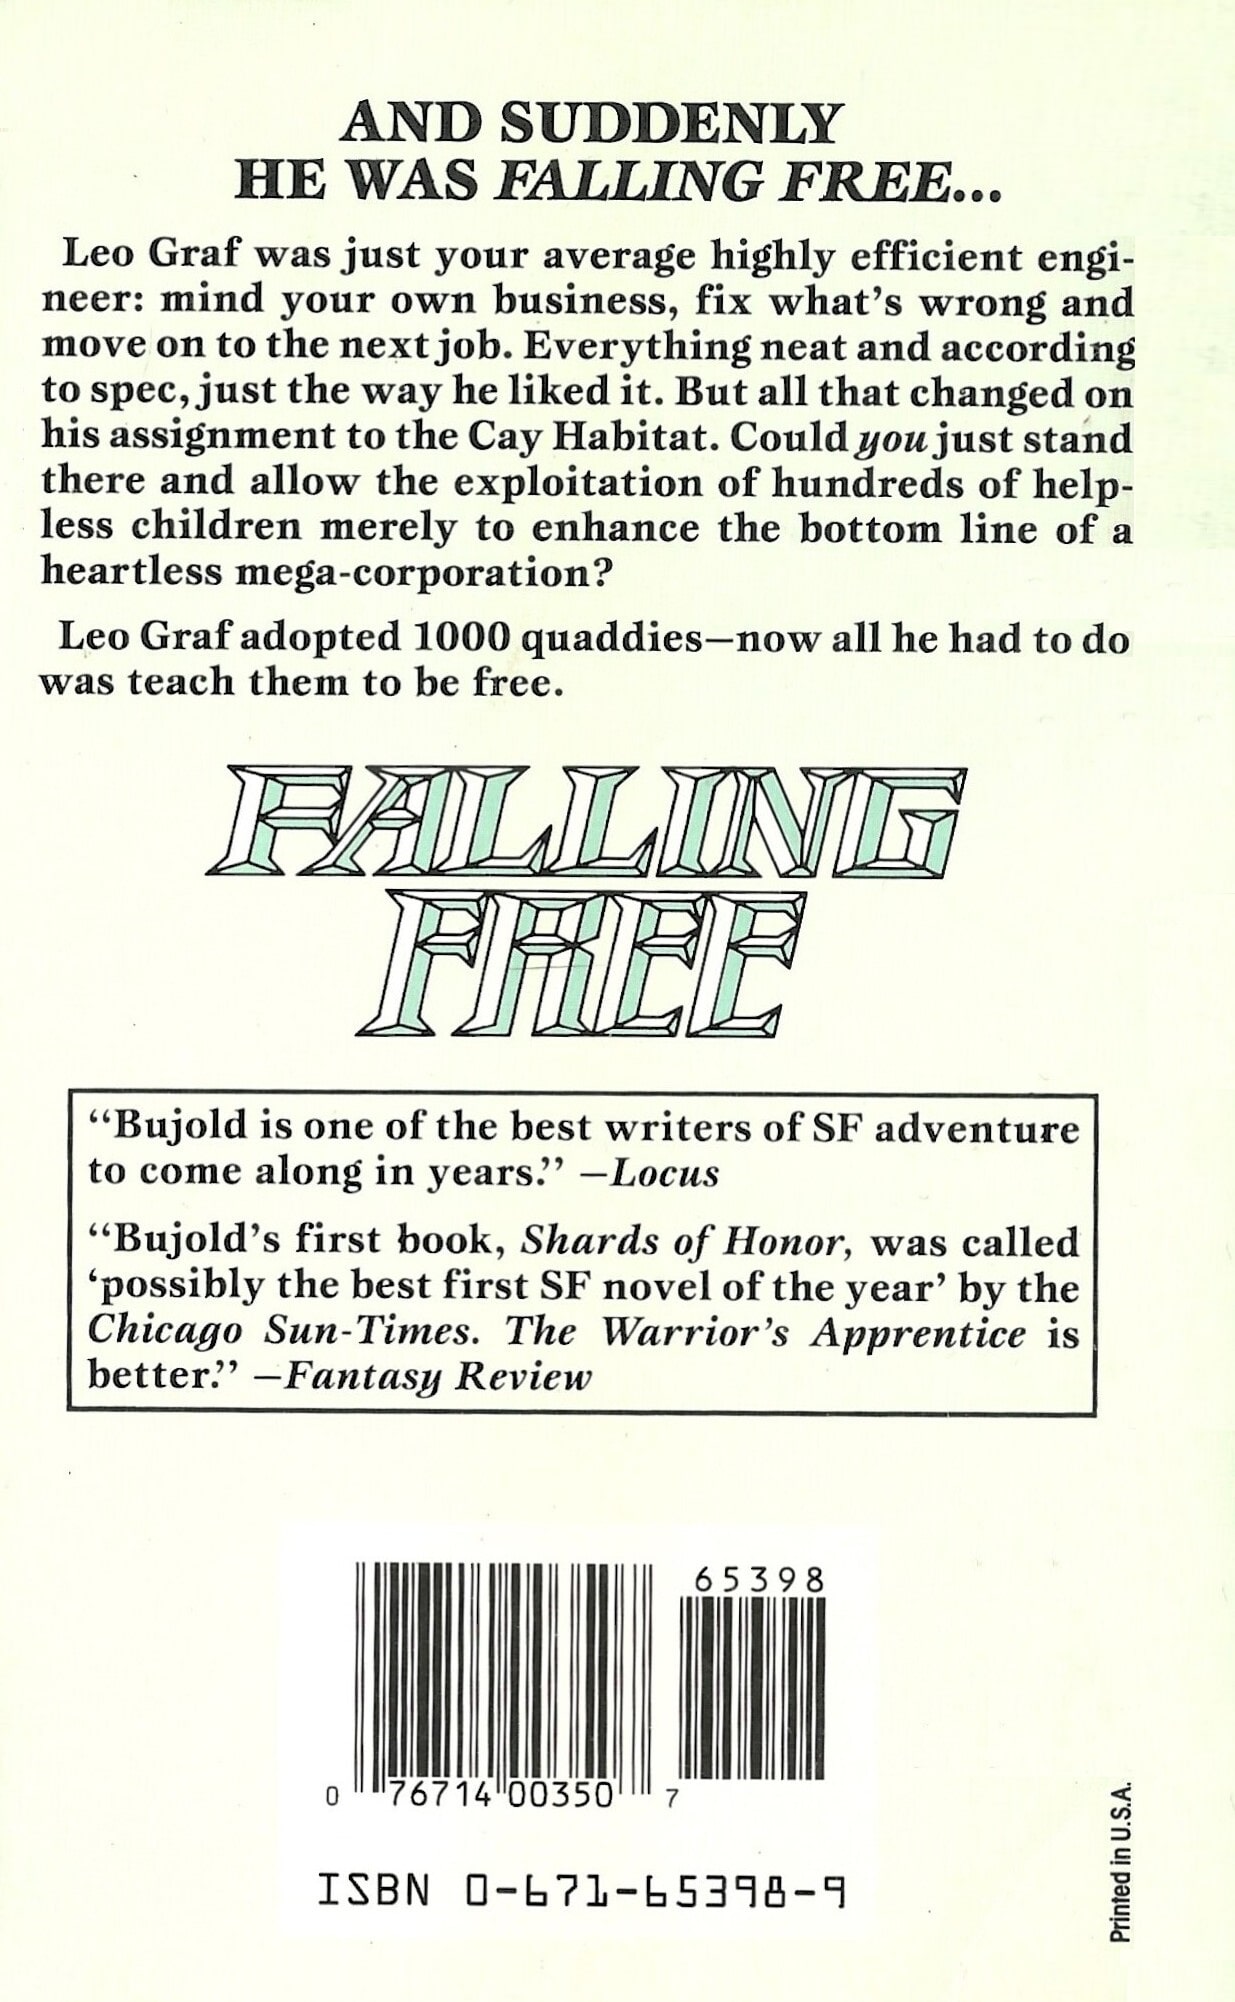 AND SUDDENLY
HE WAS FALLING FREE...
Leo Graf was just your average highly efficient engi-
neer: mind your own business, fix what's wrong and
move on to the next job. Everything neat and according
to spec, just the way he liked it. But all that changed on
his assignment to the Cay Habitat. Could you just stand
there and allow the exploitation of hundreds of help-
less children merely to enhance the bottom line of a
heartless mega-corporation?
Leo Graf adopted 1000 quaddies—now all he had to do
was teach them to be free.
FALLING
FREE
“Bujold is one of the best writers of SF adventure
to come along in years.” —Locus
“Bujold's first book, Shards of Honor, was called
‘possibly the best first SF novel of the year’ by the
Chicago Sun-Times. The Warrior's Apprentice is
better.” —Fantasy Review
65398
0 76714 00350 7
ISBN 0-671-65398-9
Printed in U.S.A.